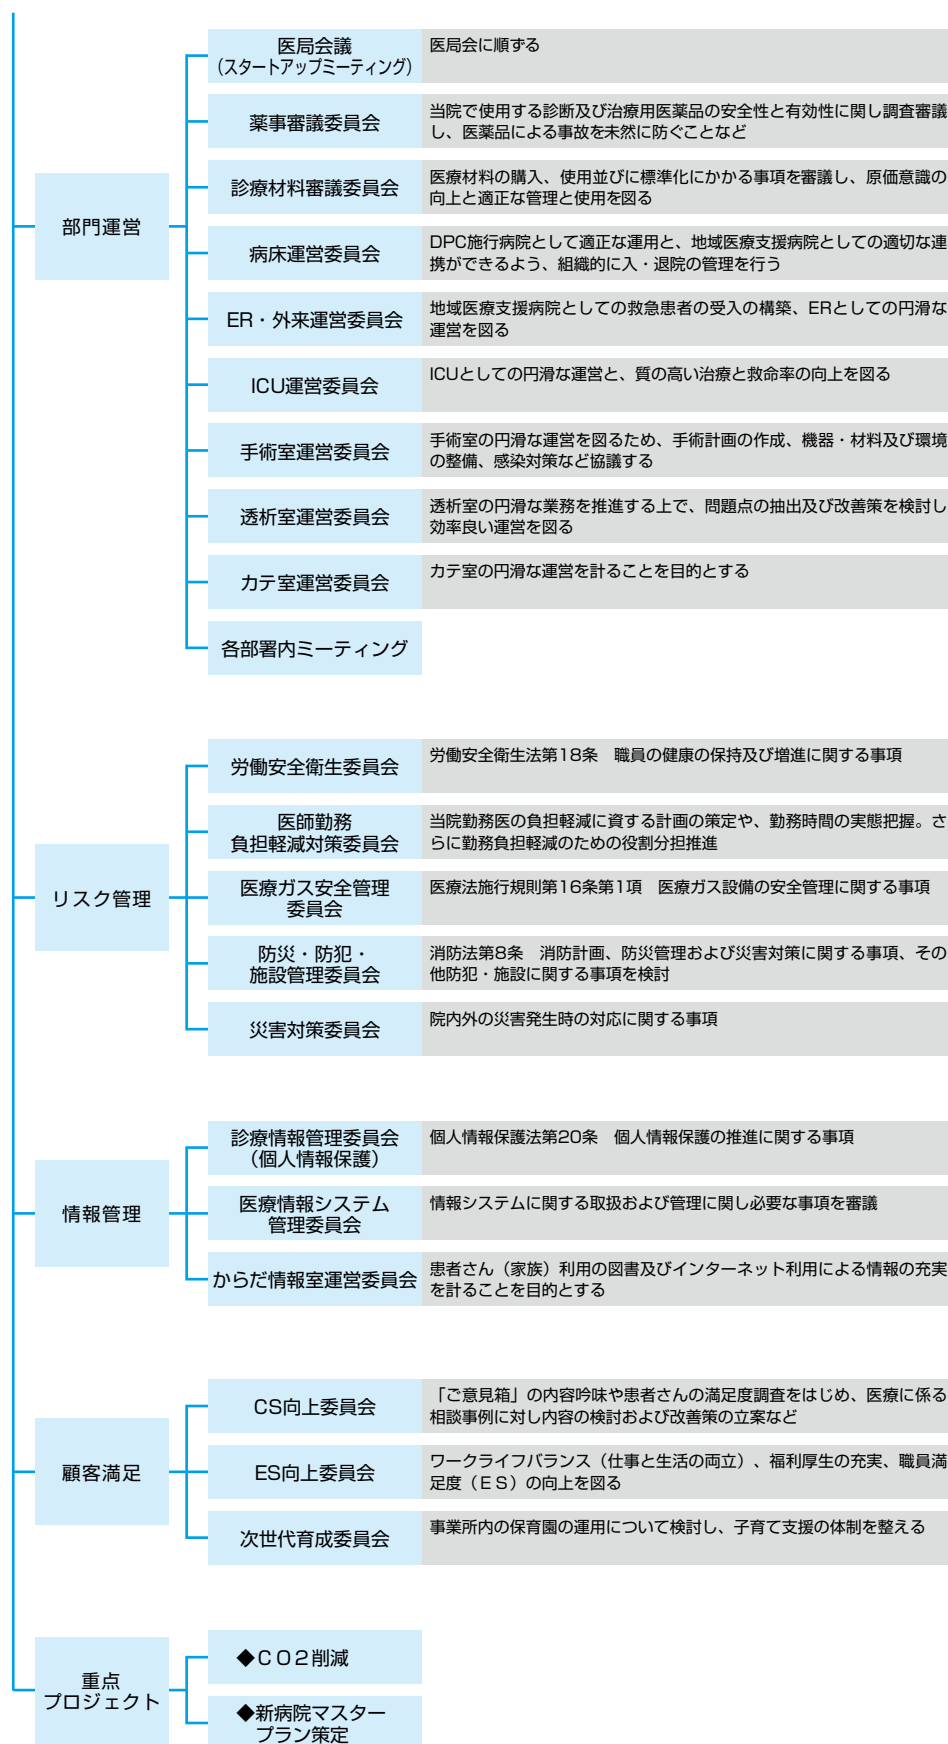 部門運営
医局会議
(スタートアップミーティング)
医局会に順ずる
薬事審議委員会
当院で使用する診断及び治療用医薬品の安全性と有効性に関し調査審議
し、医薬品による事故を未然に防ぐことなど
診療材料審議委員会
医療材料の購入、使用並びに標準化にかかる事項を審議し、原価意識の
向上と適正な管理と使用を図る
病床運営委員会
DPC施行病院として適正な運用と、地域医療支援病院としての適切な連
携ができるよう、組織的に入・退院の管理を行う
ER・外来運営委員会
地域医療支援病院としての救急患者の受入の構築、ERとしての円滑な
運営を図る
ICU運営委員会
ICUとしての円滑な運営と、質の高い治療と救命率の向上を図る
手術室運営委員会
手術室の円滑な運営を図るため、手術計画の作成、機器・材料及び環境
の整備、感染対策など協議する
透析室運営委員会
透析室の円滑な業務を推進する上で、問題点の抽出及び改善策を検討し
効率良い運営を図る
カテ室運営委員会
カテ室の円滑な運営を計ることを目的とする
各部署内ミーティング
リスク管理
労働安全衛生委員会
労働安全衛生法第18条　職員の健康の保持及び増進に関する事項
医師勤務
負担軽減対策委員会
当院勤務医の負担軽減に資する計画の策定や、勤務時間の実態把握。さ
らに勤務負担軽減のための役割分担推進
医療ガス安全管理
委員会
医療法施行規則第16条第1項　医療ガス設備の安全管理に関する事項
防災・防犯・
施設管理委員会
消防法第8条　消防計画、防災管理および災害対策に関する事項、その
他防犯・施設に関する事項を検討
災害対策委員会
院内外の災害発生時の対応に関する事項
情報管理
診療情報管理委員会
（個人情報保護）
個人情報保護法第20条　個人情報保護の推進に関する事項
医療情報システム
管理委員会
情報システムに関する取扱および管理に関し必要な事項を審議
からだ情報室運営委員会
患者さん（家族）利用の図書及びインターネット利用による情報の充実
を計ることを目的とする
顧客満足
CS向上委員会
「ご意見箱」の内容吟味や患者さんの満足度調査をはじめ、医療に係る
相談事例に対し内容の検討および改善策の立案など
ES向上委員会
ワークライフバランス（仕事と生活の両立）、福利厚生の充実、職員満
足度（ＥＳ）の向上を図る
次世代育成委員会
事業所内の保育園の運用について検討し、子育て支援の体制を整える
重点
プロジェクト
◆ＣＯ２削減
◆新病院マスター
プラン策定